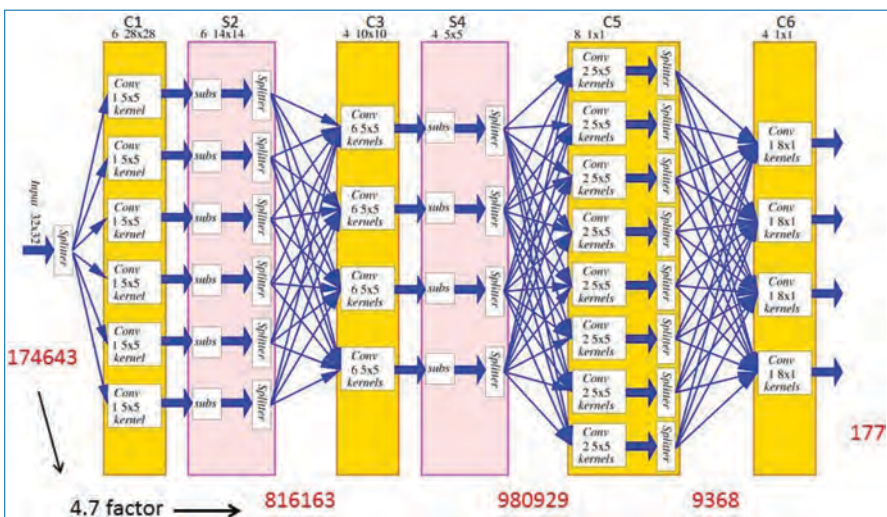 C1
6 28x28
S2
6 14x14
C3
4 10x10
S4
4 5x5
C5
8 1x1
C6
4 1x1
Input 32x32
Splitter
Conv
1 5x5
kernel
Conv
1 5x5
kernel
Conv
1 5x5
kernel
Conv
1 5x5
kernel
Conv
1 5x5
kernel
Conv
1 5x5
kernel
subs
subs
subs
subs
subs
subs
Splitter
Splitter
Splitter
Splitter
Splitter
Splitter
Conv
6 5x5
kernels
Conv
6 5x5
kernels
Conv
6 5x5
kernels
Conv
6 5x5
kernels
subs
subs
subs
subs
Splitter
Splitter
Splitter
Splitter
Conv
2 5x5
kernels
Conv
2 5x5
kernels
Conv
2 5x5
kernels
Conv
2 5x5
kernels
Conv
2 5x5
kernels
Conv
2 5x5
kernels
Conv
2 5x5
kernels
Conv
2 5x5
kernels
Splitter
Splitter
Splitter
Splitter
Splitter
Splitter
Splitter
Splitter
Conv
1 8x1
kernels
Conv
1 8x1
kernels
Conv
1 8x1
kernels
Conv
1 8x1
kernels
174643
177
4.7 factor
816163
980929
9368